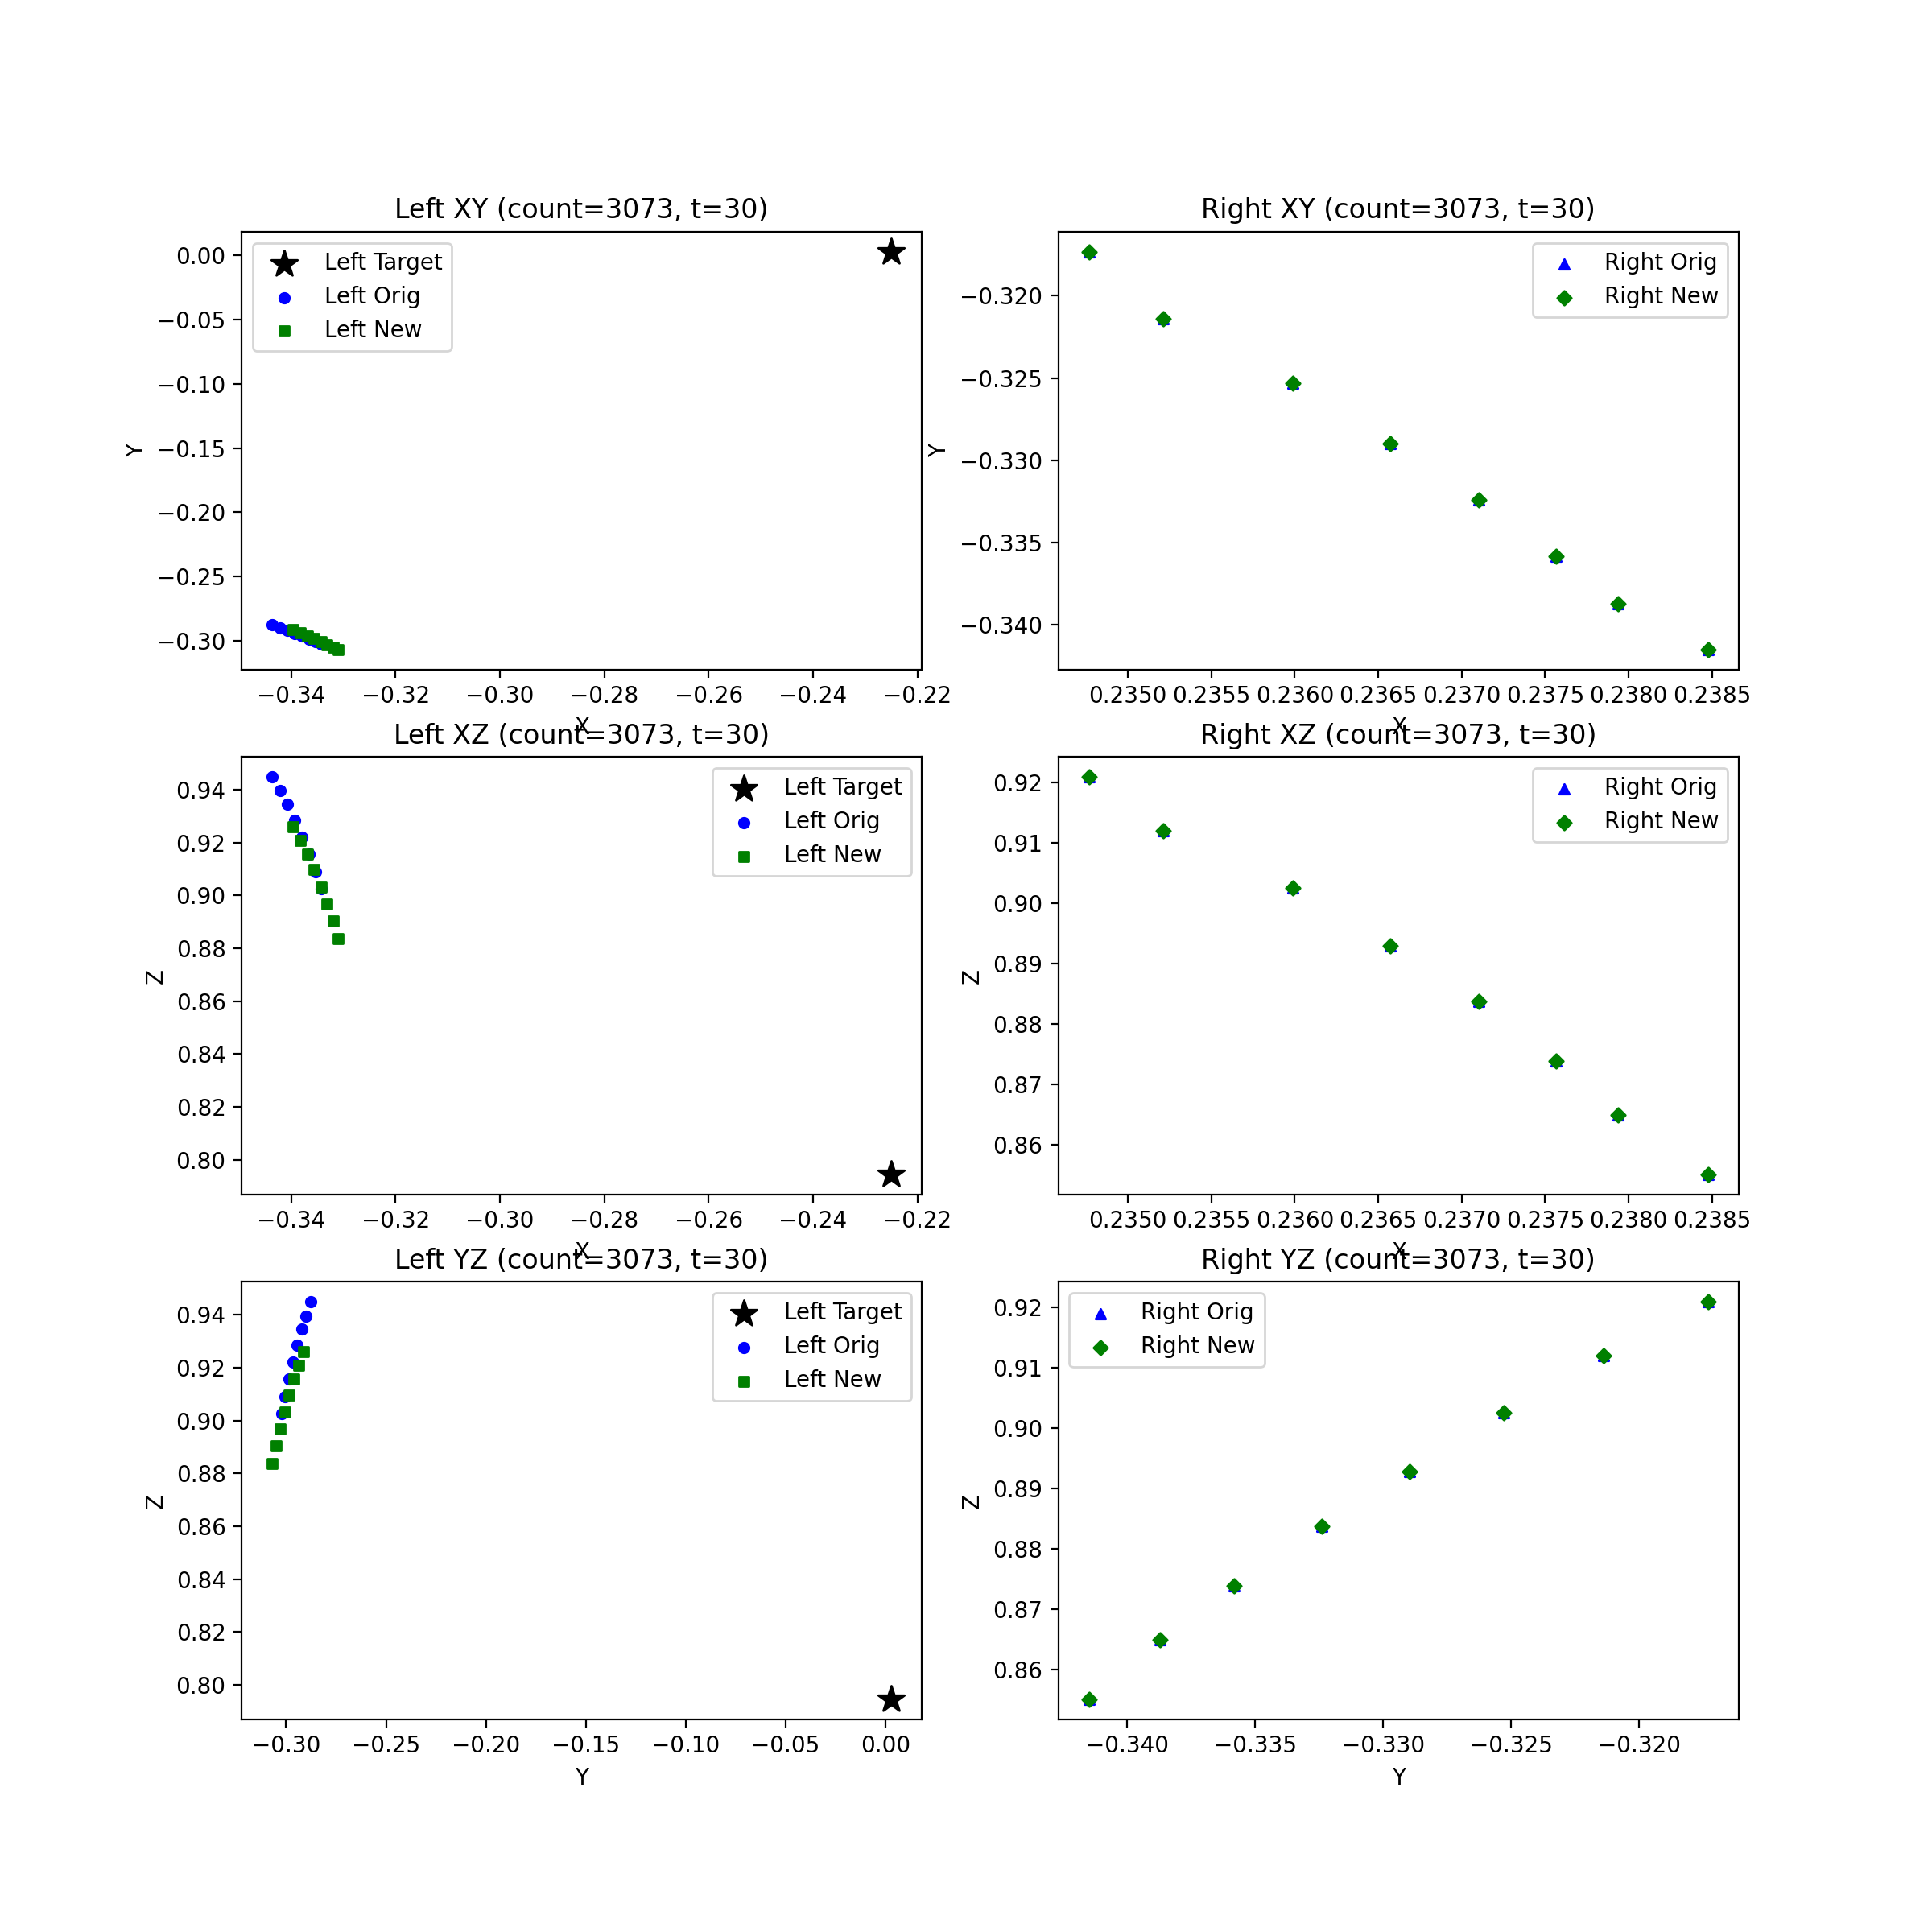 Left XY (count=3073, t=30)
Right XY (count=3073, t=30)
0.00
−0.05
−0.10
−0.15
−0.20
−0.25
−0.30
Y
Left Target
Left Orig
Left New
−0.34 −0.32 −0.30 −0.28 −0.26 −0.24 −0.22
X
−0.320
−0.325
−0.330
−0.335
−0.340
Y
Right Orig
Right New
0.2350 0.2355 0.2360 0.2365 0.2370 0.2375 0.2380 0.2385
X
Left XZ (count=3073, t=30)
Right XZ (count=3073, t=30)
0.94
0.92
0.90
0.88
0.86
0.84
0.82
0.80
Z
Left Target
Left Orig
Left New
−0.34 −0.32 −0.30 −0.28 −0.26 −0.24 −0.22
X
0.92
0.91
0.90
0.89
0.88
0.87
0.86
Z
Right Orig
Right New
0.2350 0.2355 0.2360 0.2365 0.2370 0.2375 0.2380 0.2385
X
Left YZ (count=3073, t=30)
Right YZ (count=3073, t=30)
0.94
0.92
0.90
0.88
0.86
0.84
0.82
0.80
Z
Left Target
Left Orig
Left New
−0.30 −0.25 −0.20 −0.15 −0.10 −0.05 0.00
Y
0.92
0.91
0.90
0.89
0.88
0.87
0.86
Z
Right Orig
Right New
−0.340 −0.335 −0.330 −0.325 −0.320
Y